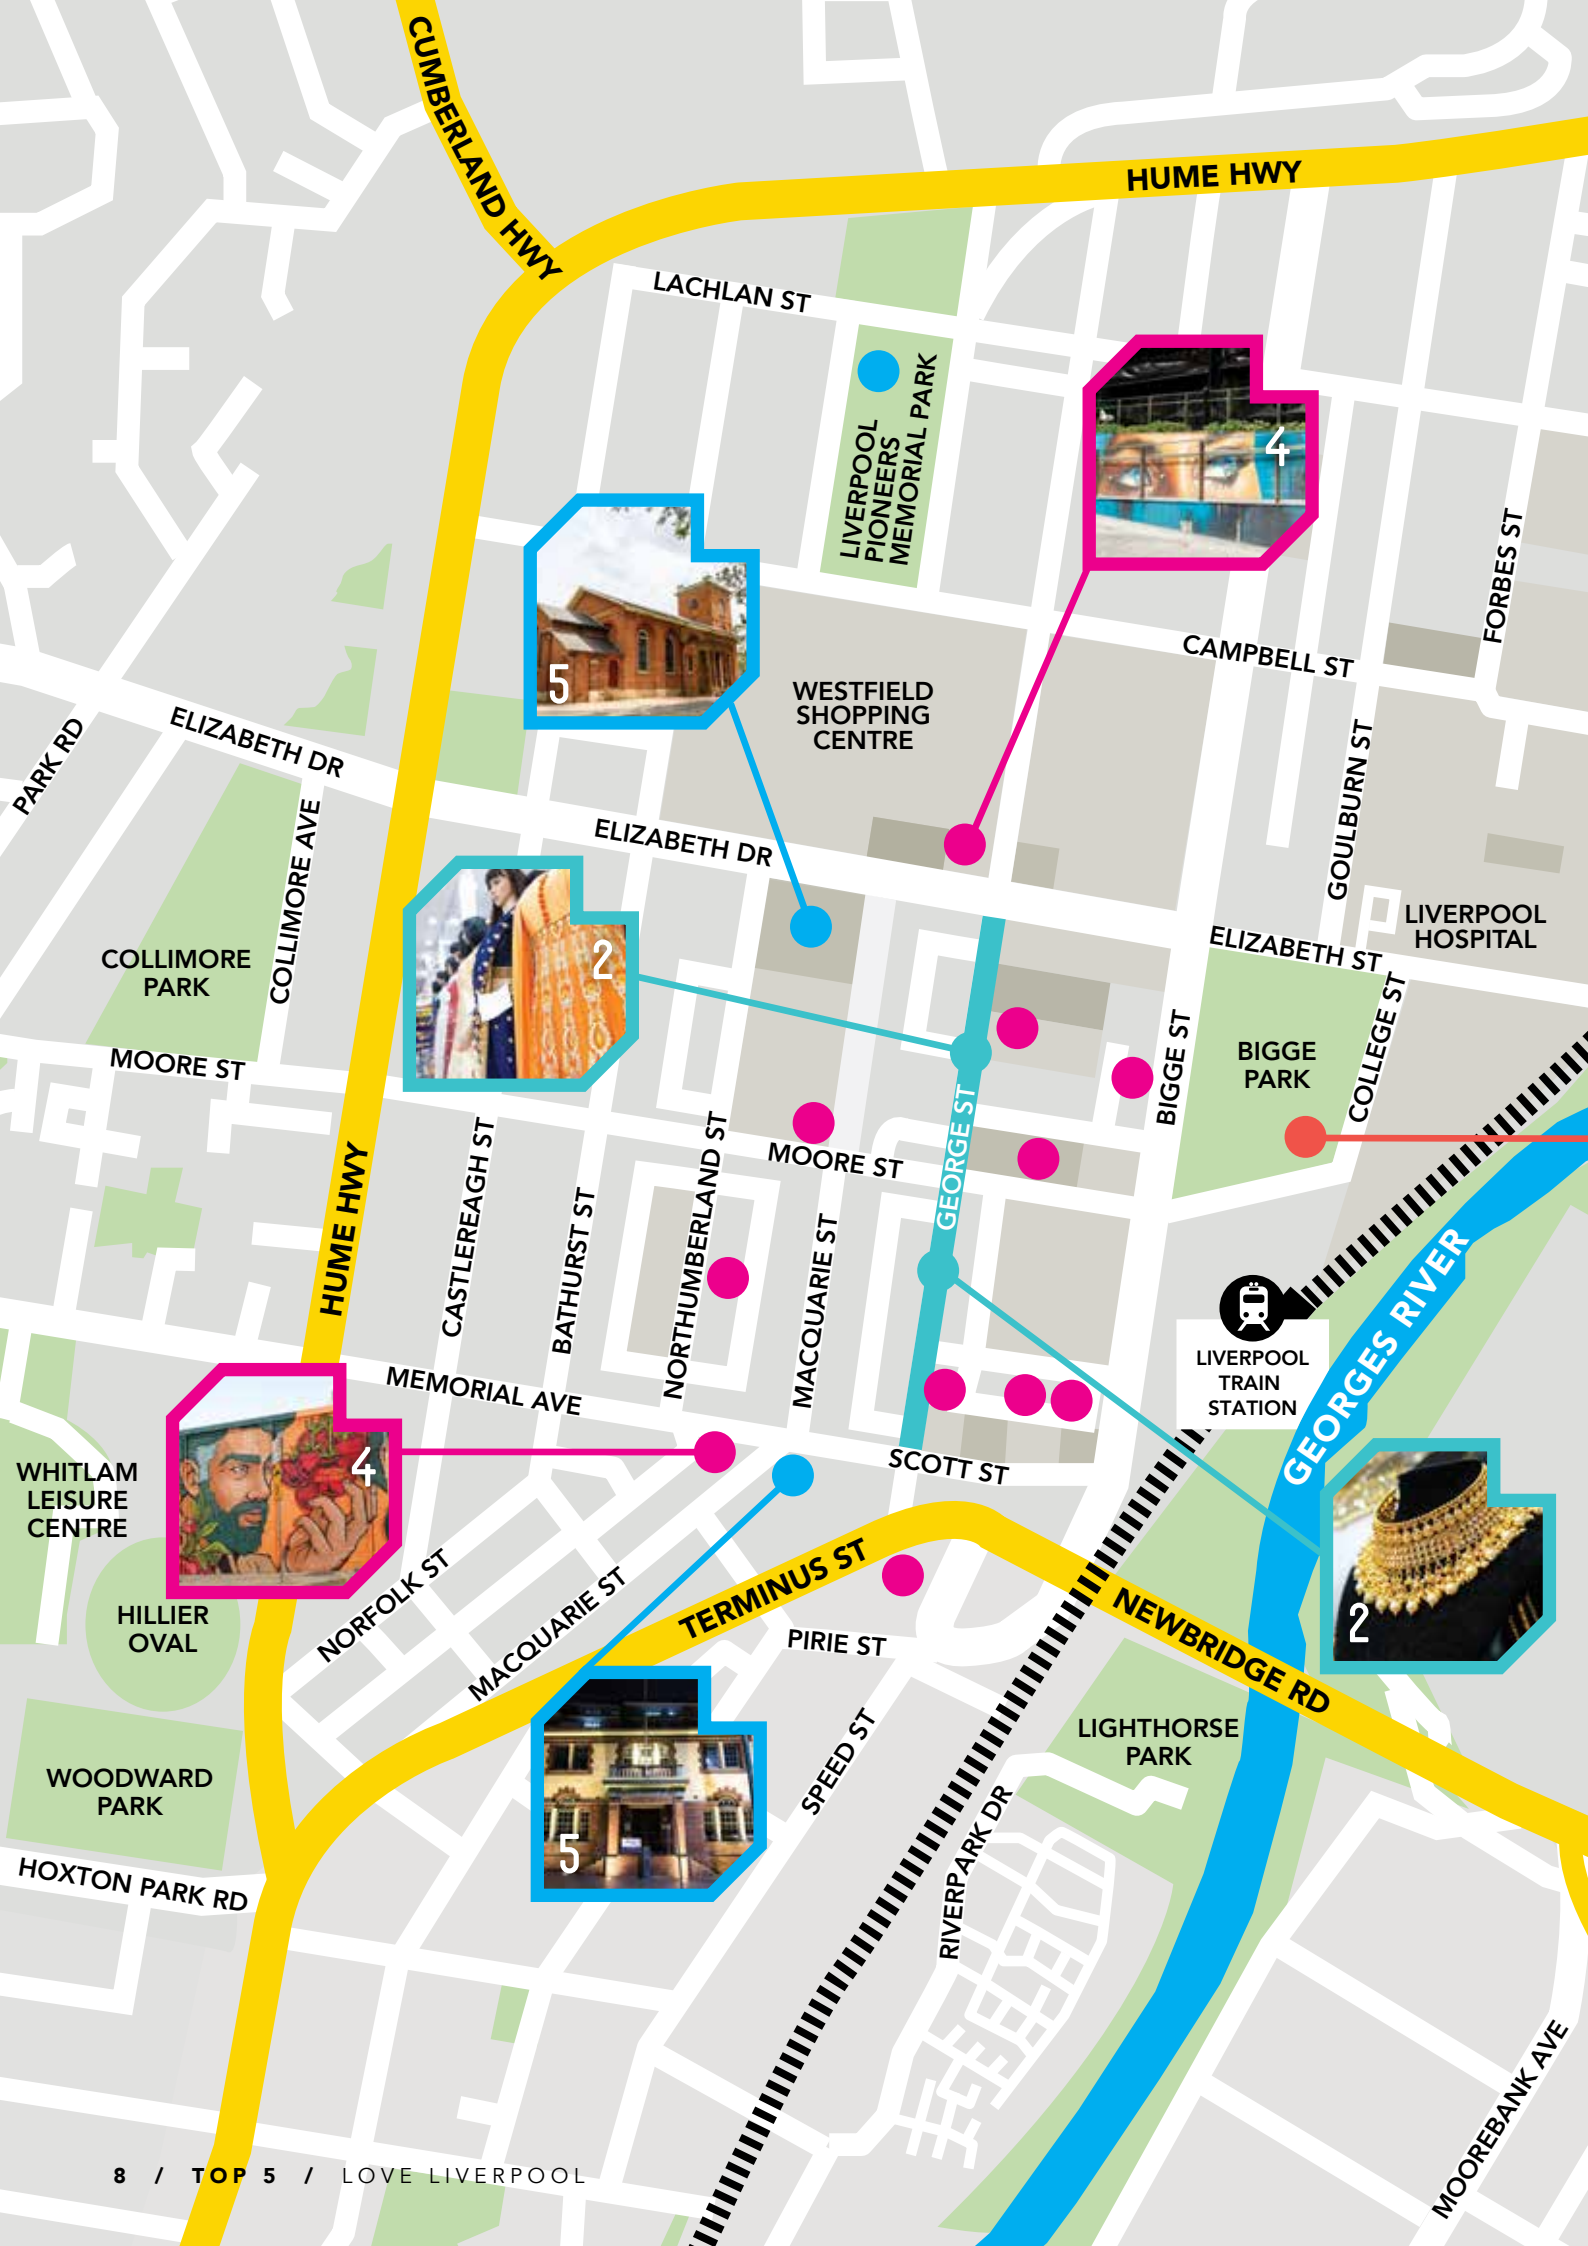 CUMBERLAND HWY
HUME HWY
LACHLAN ST
LIVERPOOL
PIONEERS
MEMORIAL PARK
4
FORBES ST
CAMPBELL ST
5
WESTFIELD
SHOPPING
CENTRE
PARK RD
ELIZABETH DR
COLLIMORE AVE
ELIZABETH DR
GOULBURN ST
LIVERPOOL
HOSPITAL
ELIZABETH ST
2
COLLIMORE
PARK
COLLEGE ST
BIGGE
PARK
BIGGE ST
MOORE ST
GEORGE ST
MOORE ST
HUME HWY
CASTLEREAGH ST
BATHURST ST
NORTHUMBERLAND ST
MACQUARIE ST
GEORGES RIVER
LIVERPOOL
TRAIN
STATION
MEMORIAL AVE
4
SCOTT ST
WHITLAM
LEISURE
CENTRE
HILLIER
OVAL
NORFOLK ST
MACQUARIE ST
TERMINUS ST
PIRIE ST
NEWBRIDGE RD
2
LIGHTHORSE
PARK
WOODWARD
PARK
SPEED ST
5
RIVERPARK DR
HOXTON PARK RD
MOOREBANK AVE
8 / TOP 5 / LOVE LIVERPOOL